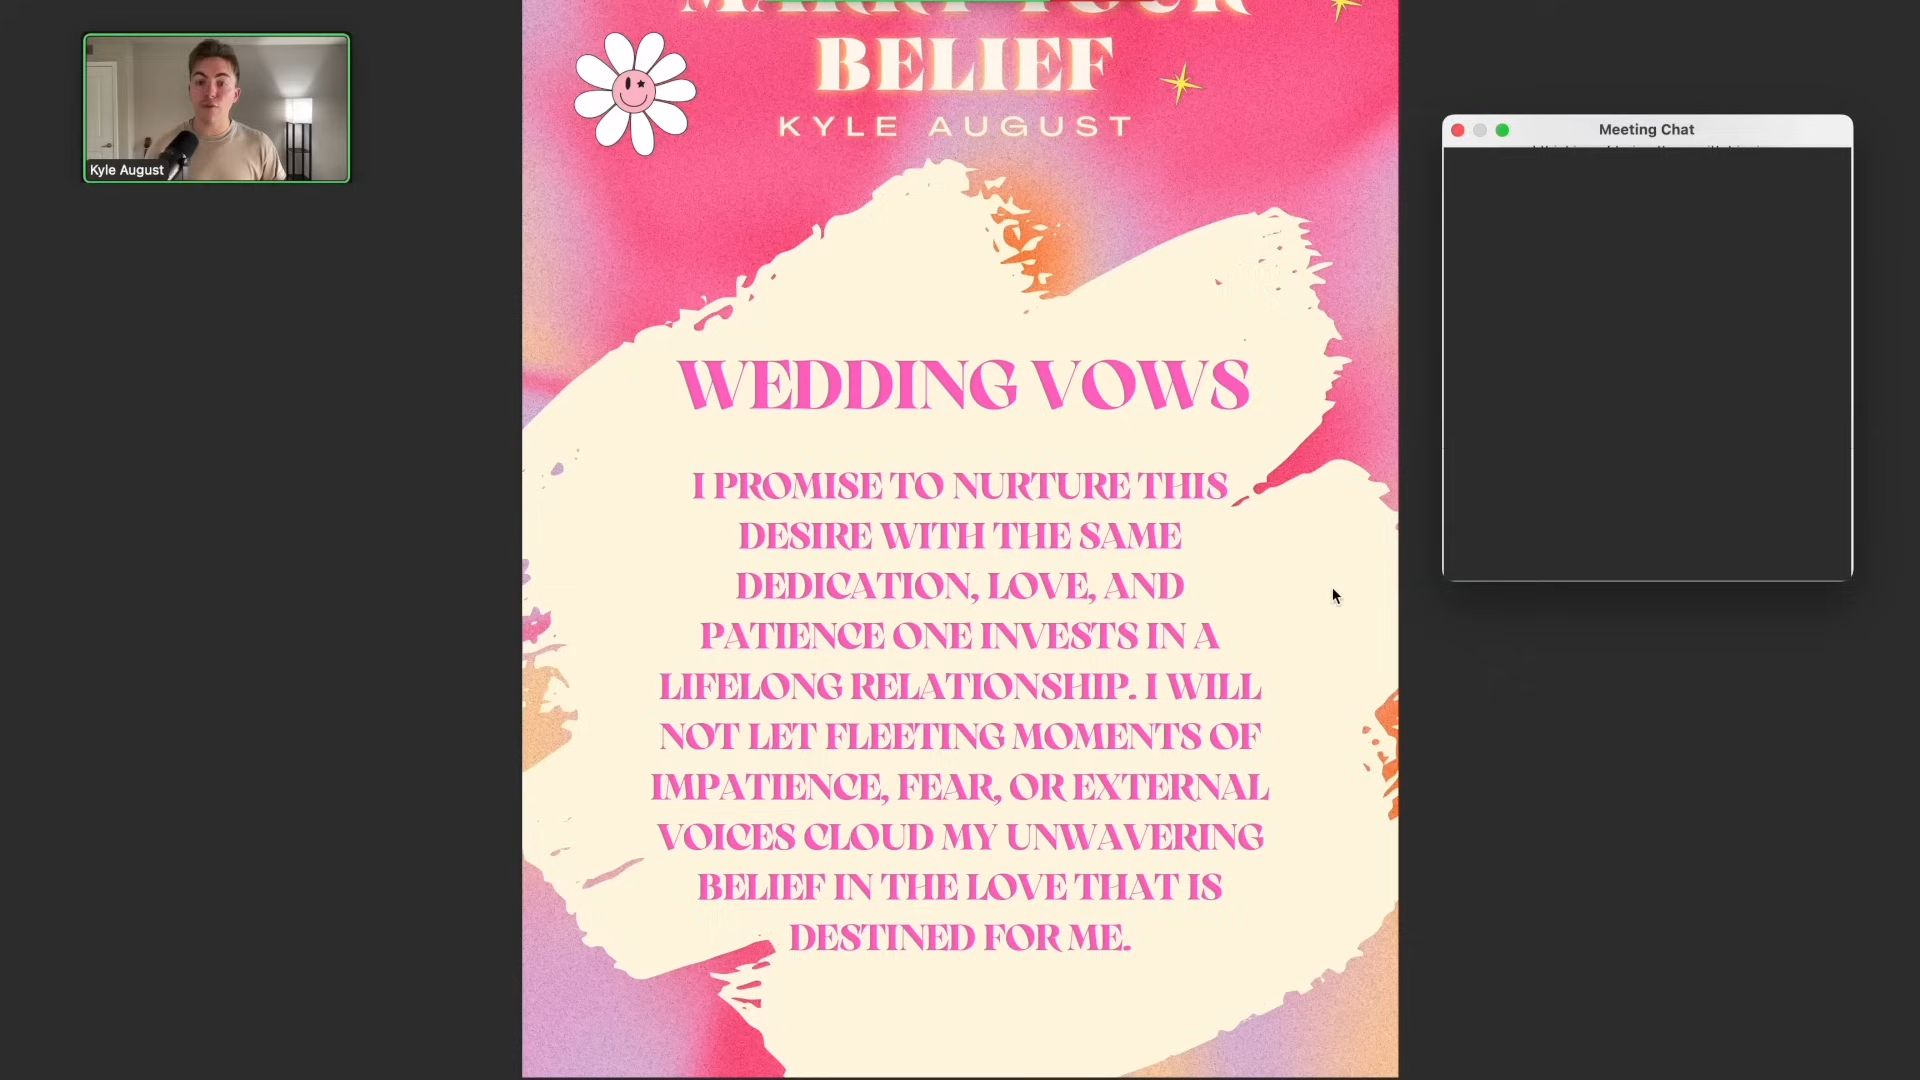 BELIEF
KYLE AUGUST
Kyle August
Meeting Chat
WEDDING VOWS
I PROMISE TO NURTURE THIS
DESIRE WITH THE SAME
DEDICATION, LOVE, AND
PATIENCE ONE INVESTS IN A
LIFELONG RELATIONSHIP. I WILL
NOT LET FLEETING MOMENTS OF
IMPATIENCE, FEAR, OR EXTERNAL
VOICES CLOUD MY UNWAVERING
BELIEF IN THE LOVE THAT IS
DESTINED FOR ME.